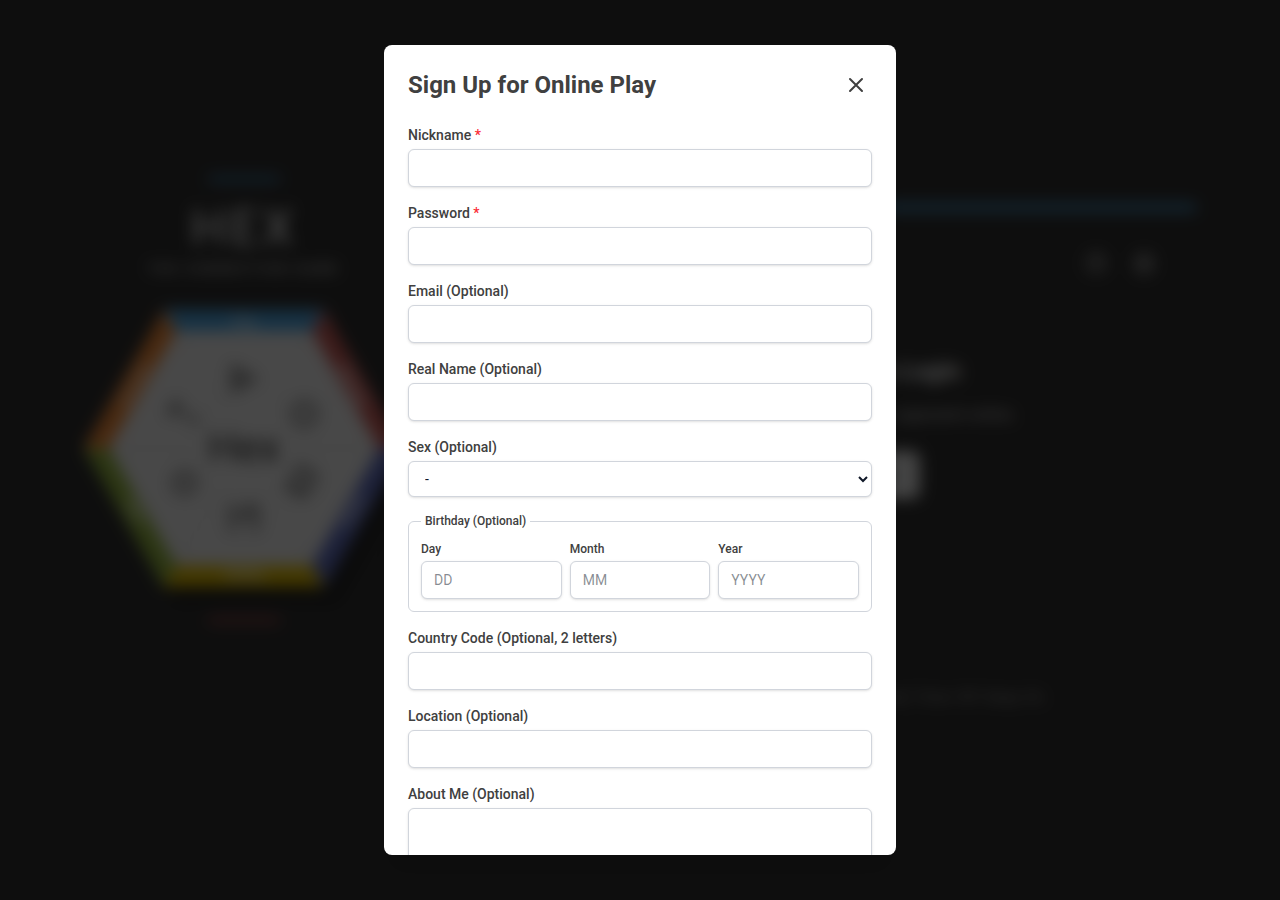 Sign Up for Online Play
Nickname *
Password *
Email (Optional)
Real Name (Optional)
Sex (Optional)
-
Birthday (Optional)
Day Month Year
DD MM YYYY
Country Code (Optional, 2 letters)
Location (Optional)
About Me (Optional)
HEX